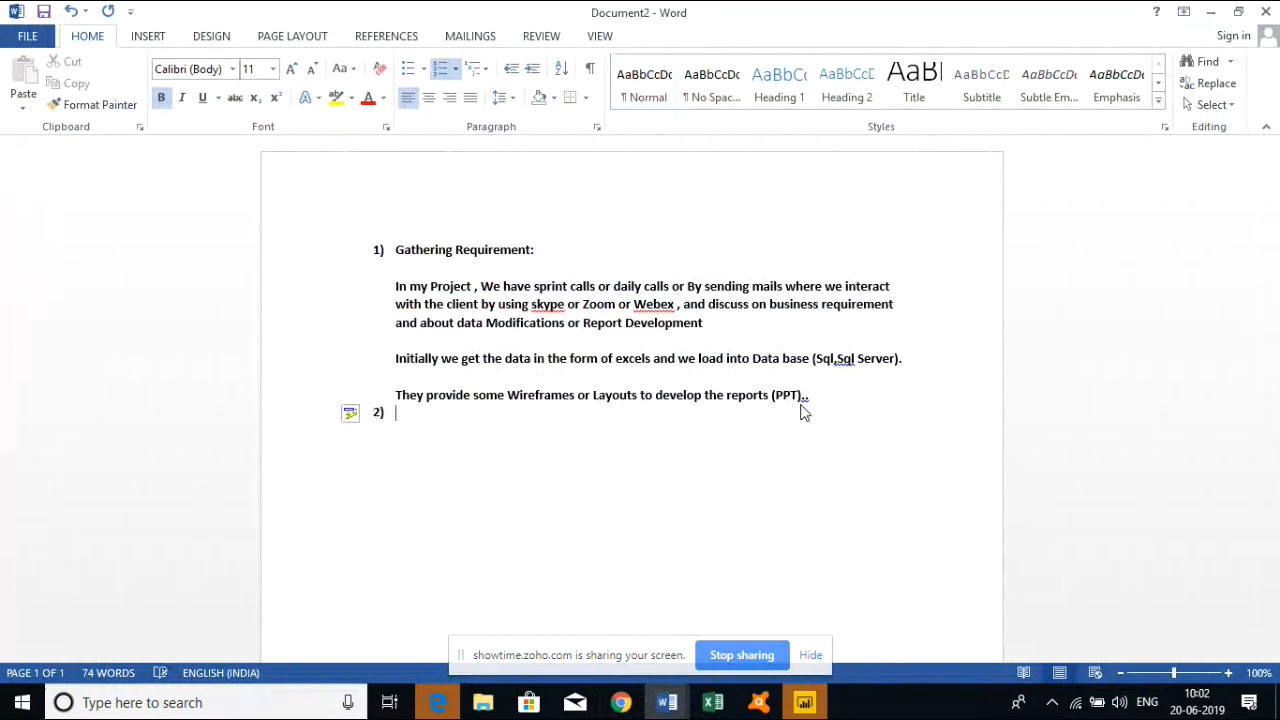 Document2 - Word
?
FILE HOME INSERT DESIGN PAGE LAYOUT REFERENCES MAILINGS REVIEW VIEW Sign in
Paste Cut Copy Format Painter
Calibri (Body) 11 Aa
B I U abc X₂ X² A A
AaBbCcDc AaBbCcDc AaBbCc AaBbCcC AaBl AaBbCcD AaBbCcDc AaBbCcDc
¶ Normal ¶ No Spac... Heading 1 Heading 2 Title Subtitle Subtle Em... Emphasis
Find Replace Select
Clipboard Font Paragraph Styles Editing
1) Gathering Requirement:
In my Project , We have sprint calls or daily calls or By sending mails where we interact
with the client by using skype or Zoom or Webex , and discuss on business requirement
and about data Modifications or Report Development
Initially we get the data in the form of excels and we load into Data base (Sql,Sql Server).
They provide some Wireframes or Layouts to develop the reports (PPT)..
2)
showtime.zoho.com is sharing your screen. Stop sharing Hide
PAGE 1 OF 1 74 WORDS ENGLISH (INDIA) 100%
Type here to search ENG 10:02
20-06-2019